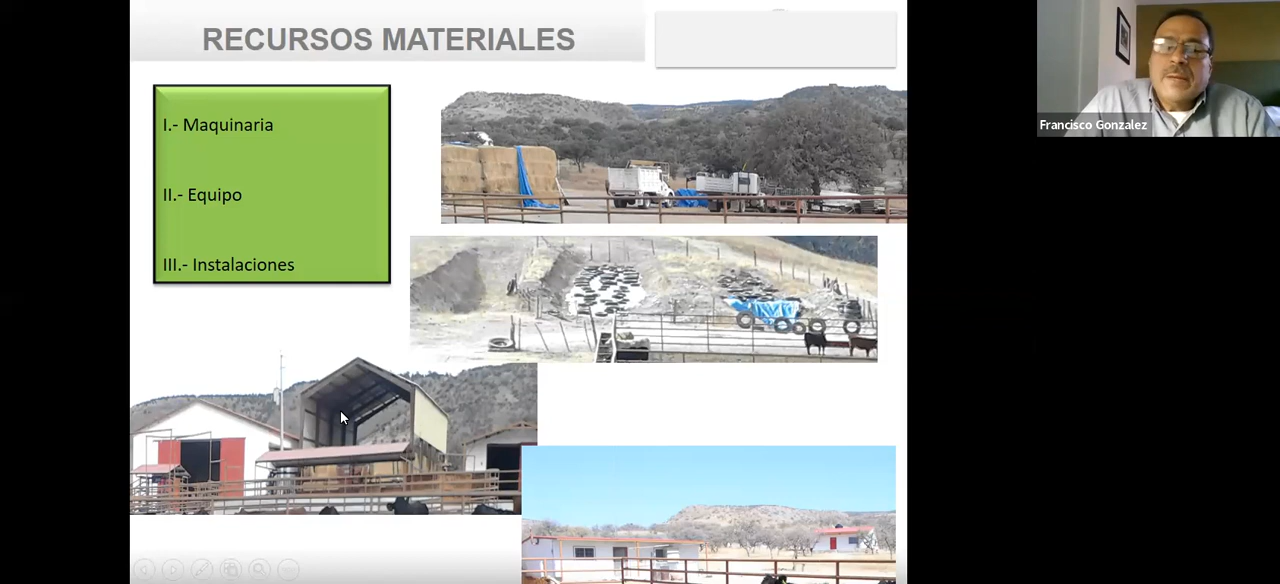 RECURSOS MATERIALES
I.- Maquinaria
II.- Equipo
III.- Instalaciones
Francisco Gonzalez